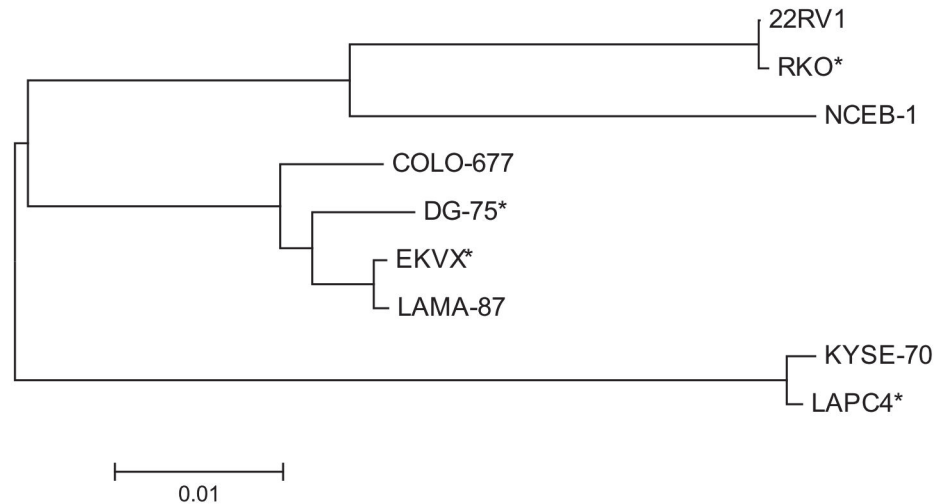 22RV1
RKO*
NCEB-1
COLO-677
DG-75*
EKVX*
LAMA-87
KYSE-70
LAPC4*
0.01